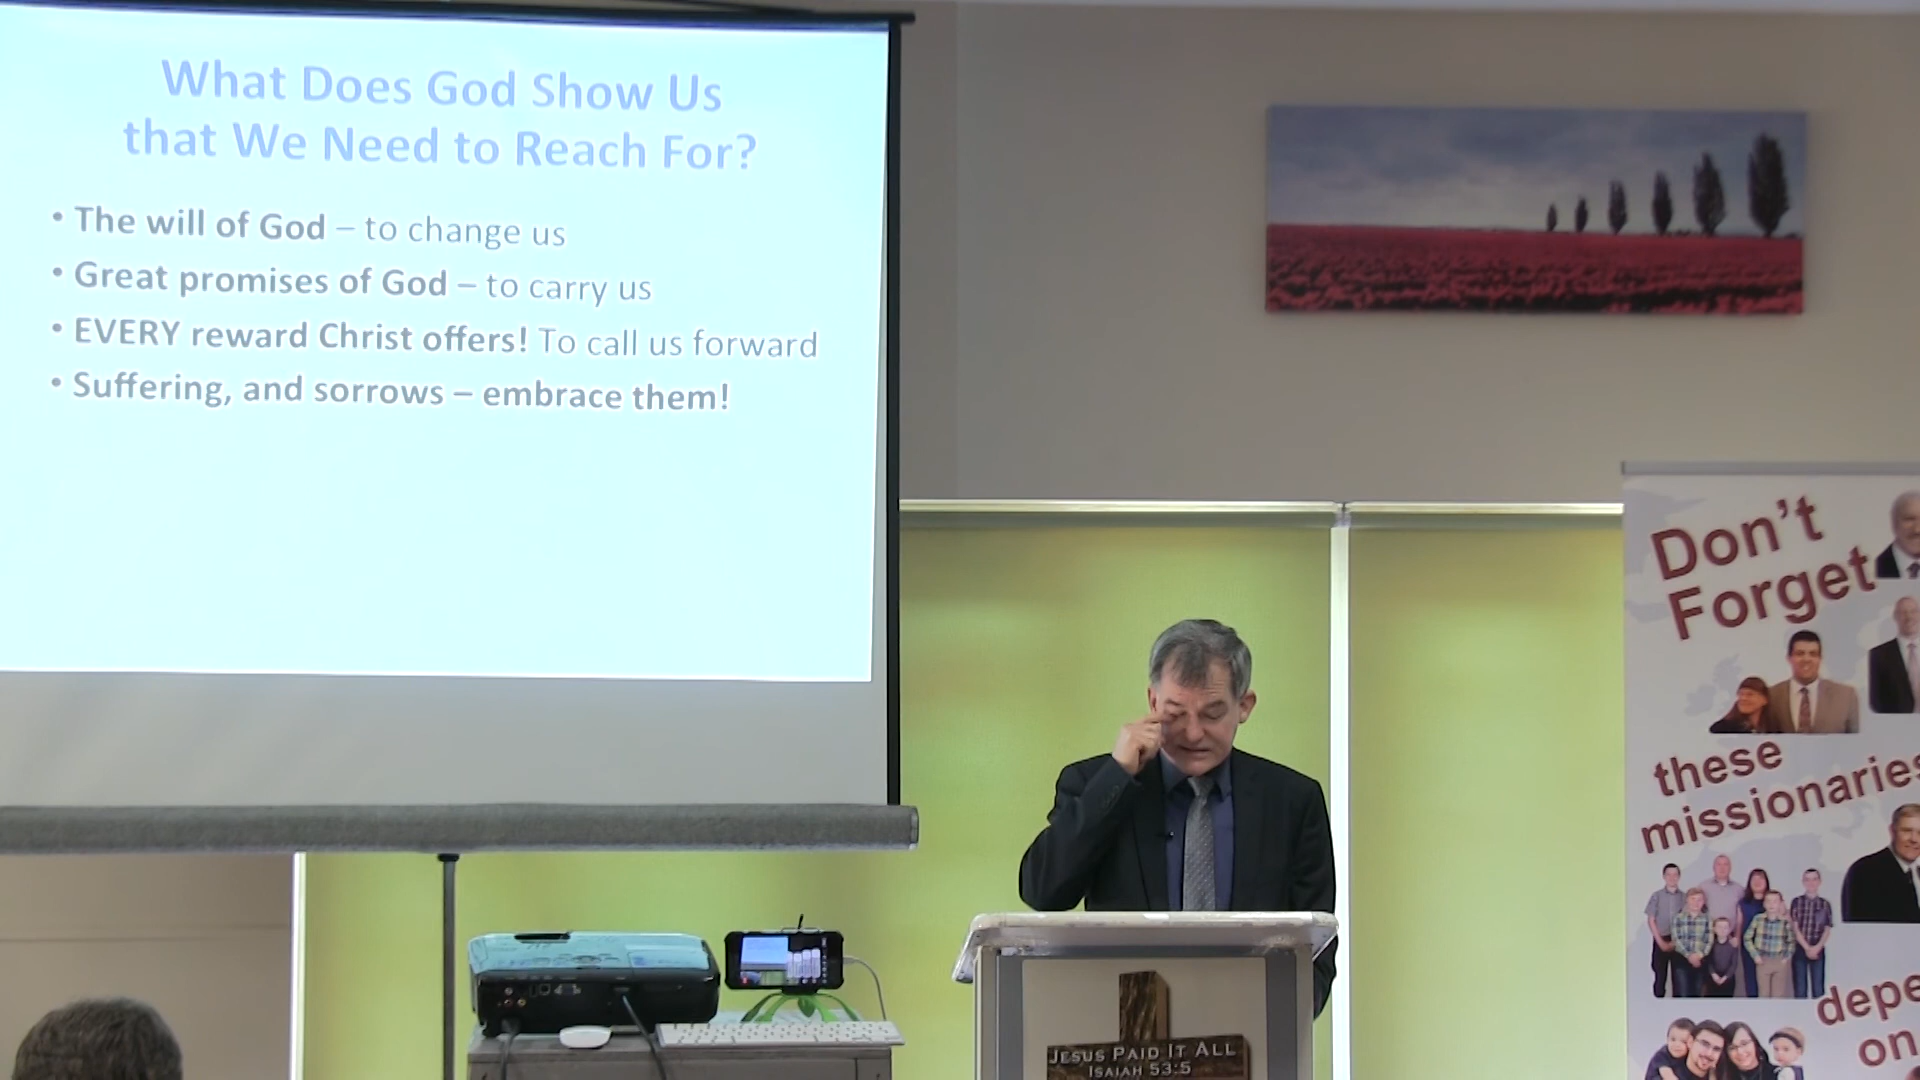 What Does God Show Us
that We Need to Reach For?
• The will of God – to change us
• Great promises of God – to carry us
• EVERY reward Christ offers! To call us forward
• Suffering, and sorrows – embrace them!
Don't
Forget
these
missionaries
depe
on
JESUS PAID IT ALL
ISAIAH 53:5